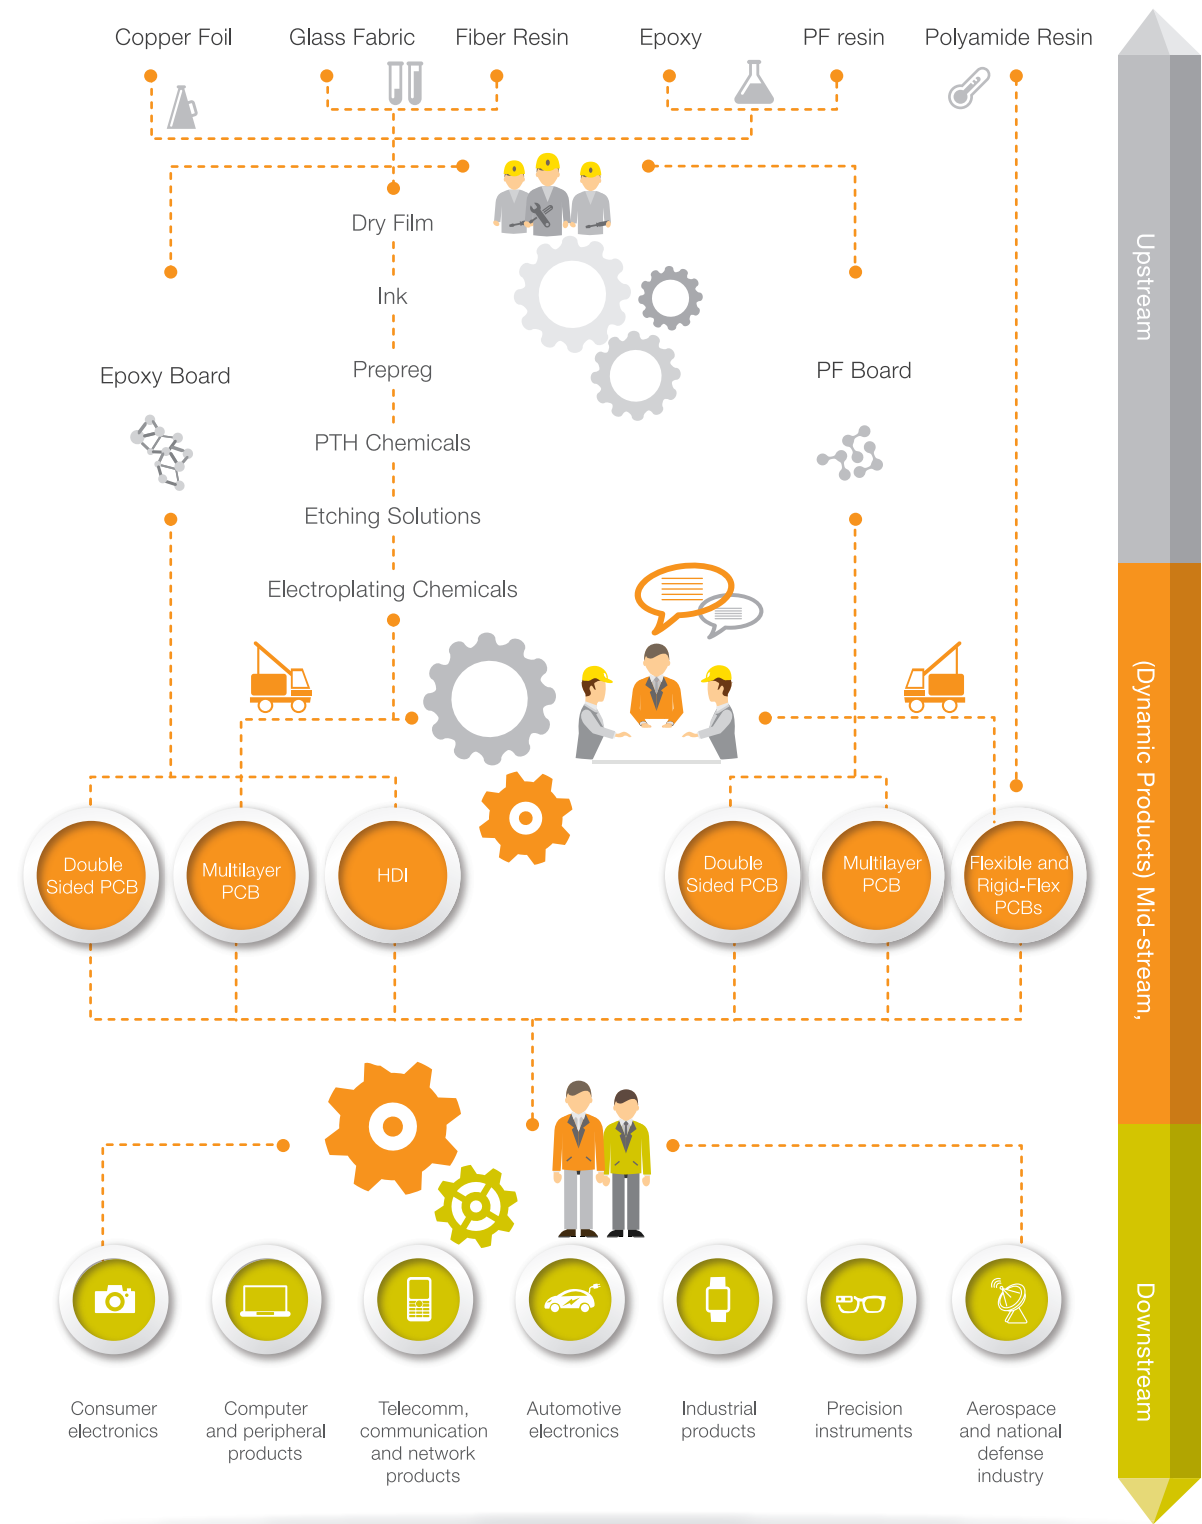 Copper Foil
Glass Fabric
Fiber Resin
Epoxy
PF resin
Polyamide Resin
Dry Film
Ink
Prepreg
PTH Chemicals
Etching Solutions
Electroplating Chemicals
Epoxy Board
PF Board
Upstream
(Dynamic Products) Mid-stream,
Downstream
Double
Sided PCB
Multilayer
PCB
HDI
Double
Sided PCB
Multilayer
PCB
Flexible and
Rigid-Flex
PCBs
Consumer
electronics
Computer
and peripheral
products
Telecomm,
communication
and network
products
Automotive
electronics
Industrial
products
Precision
instruments
Aerospace
and national
defense
industry